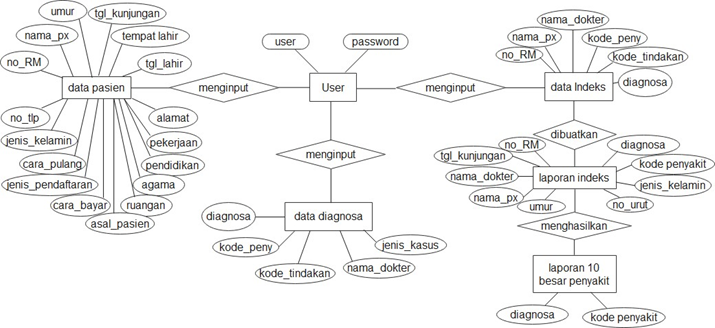 umur
tgl_kunjungan
nama_px
tempat lahir
no_RM
tgl_lahir
data pasien
no_tlp
alamat
jenis_kelamin
pekerjaan
cara_pulang
pendidikan
jenis_pendaftaran
agama
cara_bayar
ruangan
asal_pasien
menginput
user
password
User
menginput
menginput
data diagnosa
diagnosa
kode_peny
kode_tindakan
nama_dokter
jenis_kasus
nama_dokter
nama_px
kode_peny
no_RM
kode_tindakan
data Indeks
diagnosa
dibuatkan
no_RM
diagnosa
tgl_kunjungan
kode penyakit
nama_dokter
laporan indeks
jenis_kelamin
nama_px
umur
no_urut
menghasilkan
laporan 10
besar penyakit
diagnosa
kode penyakit